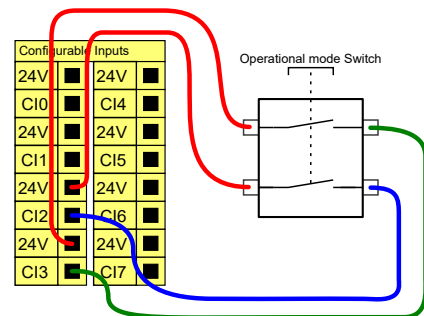 Configurable Inputs
Operational mode Switch
24V 24V
CI0 CI4
24V 24V
CI1 CI5
24V 24V
CI2 CI6
24V 24V
CI3 CI7